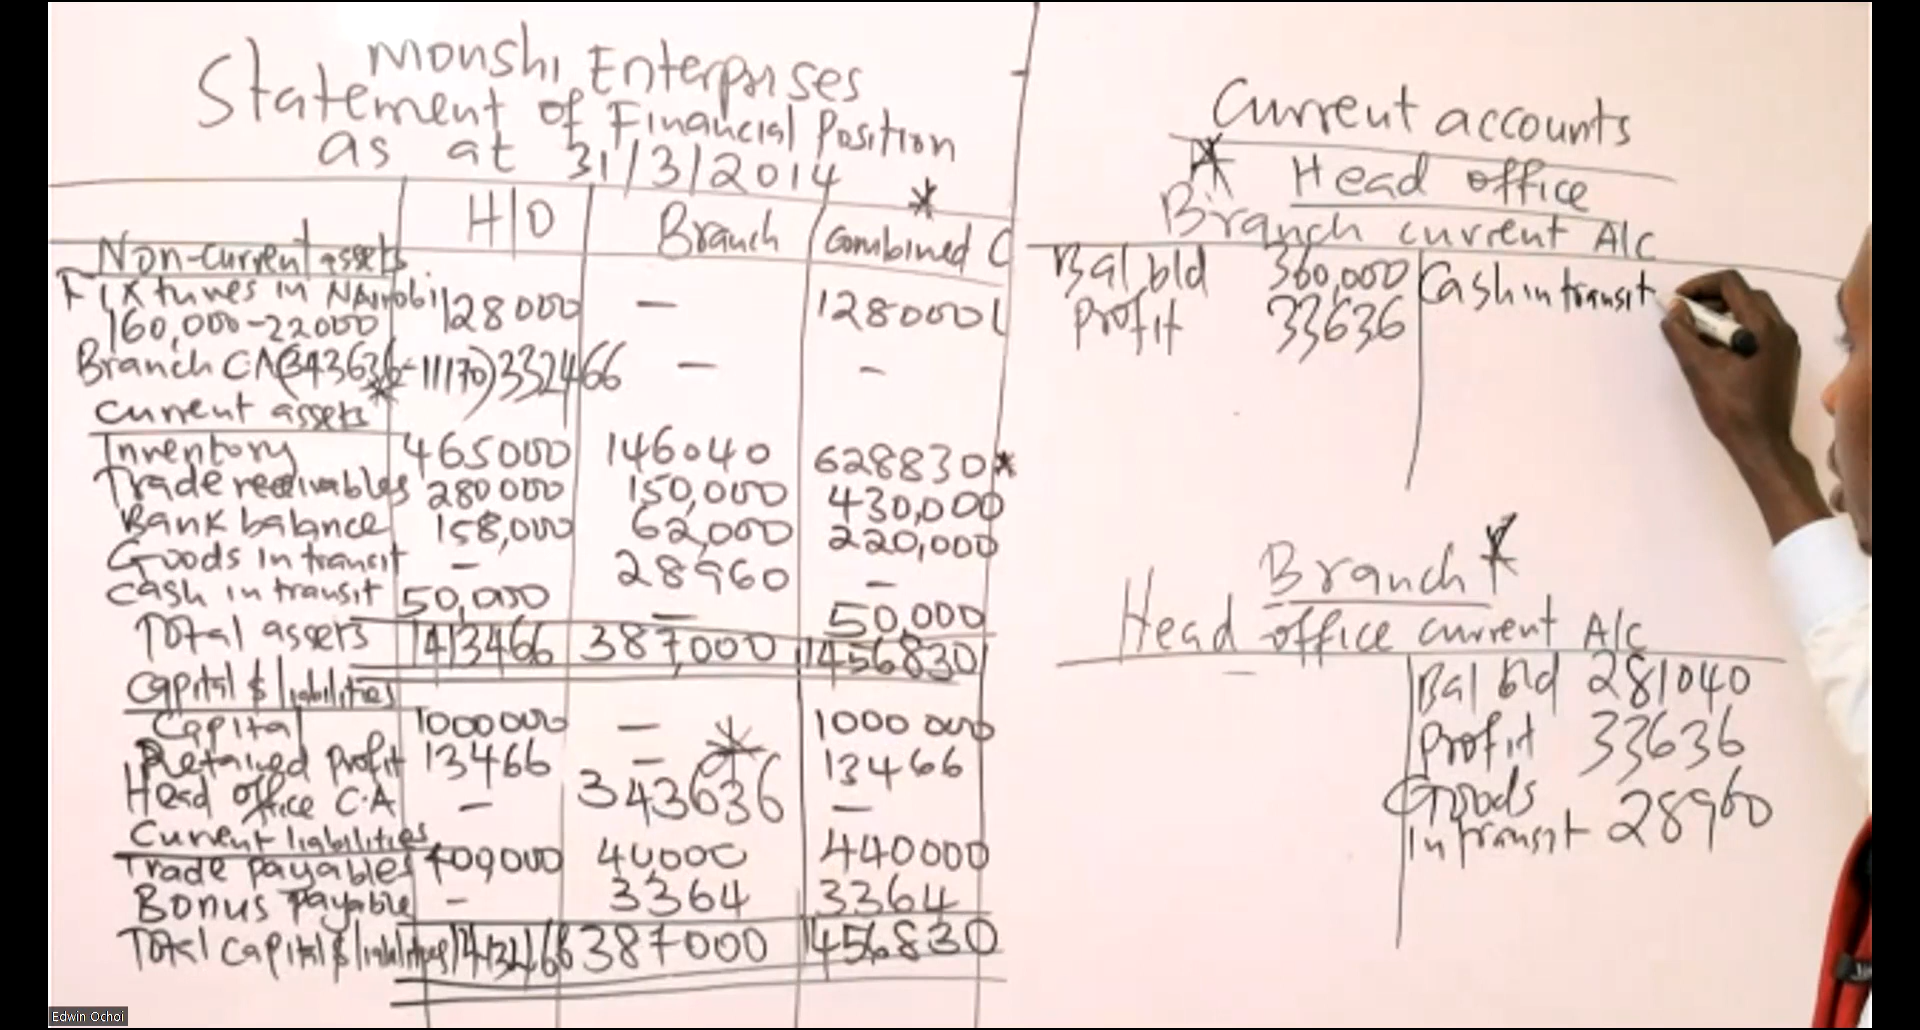 Monshi Enterprises
Statement of Financial Position
as at 31/3/2014
H/O Branch Combined
Non-current assets
Fixtures in Nairobi 128000 — 128000
160,000-22000
Branch CA (343636-11170) 332466 — —
Current assets
Inventory 465000 146040 628830
Trade receivables 280000 150,000 430,000
Bank balance 158,000 62,000 220,000
Goods in transit — 28960 —
Cash in transit 50,000 — 50,000
Total assets 1413466 387,000 1456830
Capital & liabilities
Capital 1000000 — 1000000
Retained profit 13466 — 13466
Head office C.A — 343636 —
Current liabilities
Trade payables 400000 40,000 440000
Bonus payable — 3364 3364
Total capital & liabilities 1413466 387000 1456830
Current accounts
Head office
Branch current A/C
Bal b/d 360,000 Cash in transit
Profit 33636
Branch
Head office current A/C
Bal b/d 281040
Profit 33636
Goods
in transit 28960
Edwin Ochoi